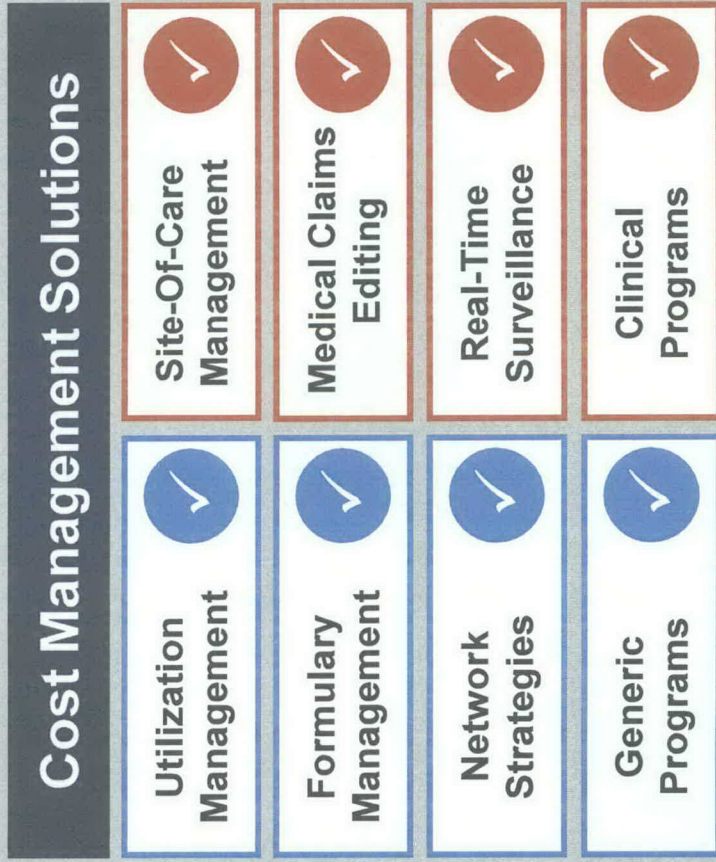 Cost Management Solutions
Utilization
Management
Site-Of-Care
Management
Formulary
Management
Medical Claims
Editing
Network
Strategies
Real-Time
Surveillance
Generic
Programs
Clinical
Programs